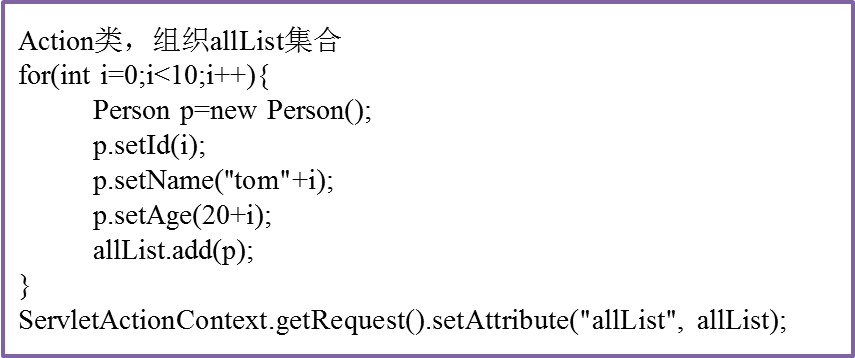 Action类，组织allList集合
for(int i=0;i<10;i++){
Person p=new Person();
p.setId(i);
p.setName("tom"+i);
p.setAge(20+i);
allList.add(p);
}
ServletActionContext.getRequest().setAttribute("allList", allList);